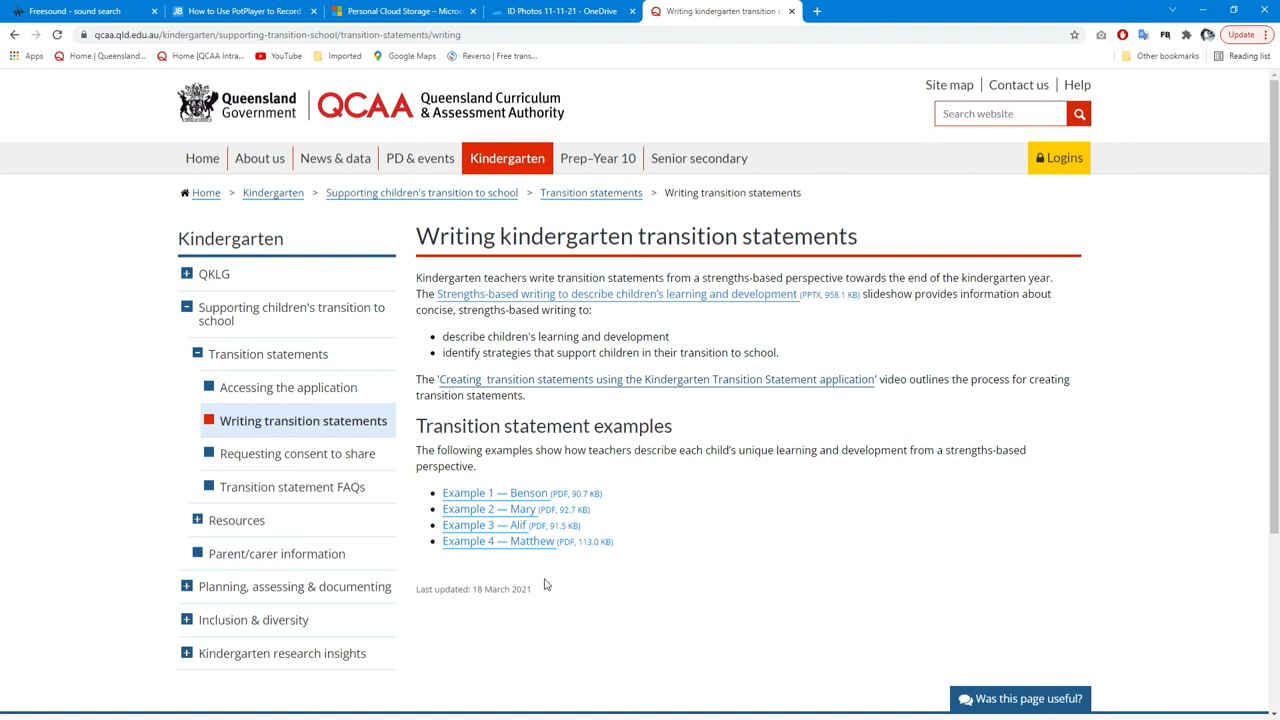 Freesound - sound search
How to Use PotPlayer to Record
Personal Cloud Storage – Micros
ID Photos 11-11-21 - OneDrive
Writing kindergarten transition s
qcaa.qld.edu.au/kindergarten/supporting-transition-school/transition-statements/writing
Update
Apps
Home | Queensland...
Home [QCAA Intra...
YouTube
Imported
Google Maps
Reverso | Free trans...
Other bookmarks
Reading list
Queensland
Government
QCAA
Queensland Curriculum
& Assessment Authority
Site map
Contact us
Help
Search website
Home
About us
News & data
PD & events
Kindergarten
Prep–Year 10
Senior secondary
Logins
Home > Kindergarten > Supporting children's transition to school > Transition statements > Writing transition statements
Kindergarten
QKLG
Supporting children's transition to
school
Transition statements
Accessing the application
Writing transition statements
Requesting consent to share
Transition statement FAQs
Resources
Parent/carer information
Planning, assessing & documenting
Inclusion & diversity
Kindergarten research insights
Writing kindergarten transition statements
Kindergarten teachers write transition statements from a strengths-based perspective towards the end of the kindergarten year.
The Strengths-based writing to describe children's learning and development (PPTX, 958.1 KB) slideshow provides information about
concise, strengths-based writing to:
• describe children's learning and development
• identify strategies that support children in their transition to school.
The 'Creating transition statements using the Kindergarten Transition Statement application' video outlines the process for creating
transition statements.
Transition statement examples
The following examples show how teachers describe each child's unique learning and development from a strengths-based
perspective.
• Example 1 — Benson (PDF, 90.7 KB)
• Example 2 — Mary (PDF, 92.7 KB)
• Example 3 — Alif (PDF, 91.5 KB)
• Example 4 — Matthew (PDF, 113.0 KB)
Last updated: 18 March 2021
Was this page useful?